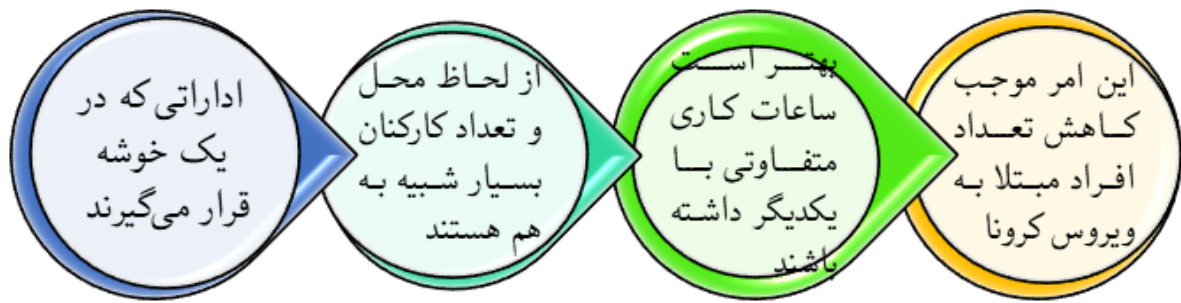 اداراتی که در
یک خوشه
قرار می‌گیرند
از لحاظ محل
و تعداد کارکنان
بسیار شبیه به
هم هستند
بهتر است
ساعات کاری
متفاوتی با
یکدیگر داشته
باشند
این امر موجب
کاهش تعداد
افراد مبتلا به
ویروس کرونا